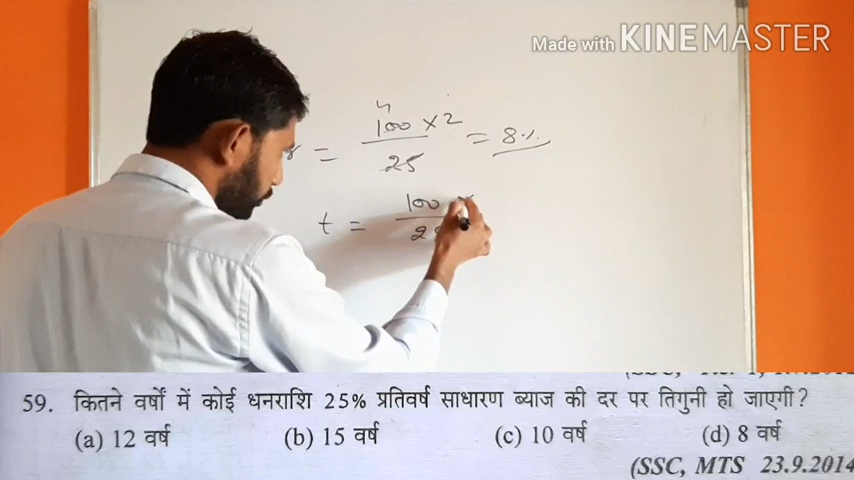 Made with KINEMASTER
100 × 2
= 8%
25
t = 100
59. कितने वर्षों में कोई धनराशि 25% प्रतिवर्ष साधारण ब्याज की दर पर तिगुनी हो जाएगी?
(a) 12 वर्ष (b) 15 वर्ष (c) 10 वर्ष (d) 8 वर्ष
(SSC, MTS 23.9.2014